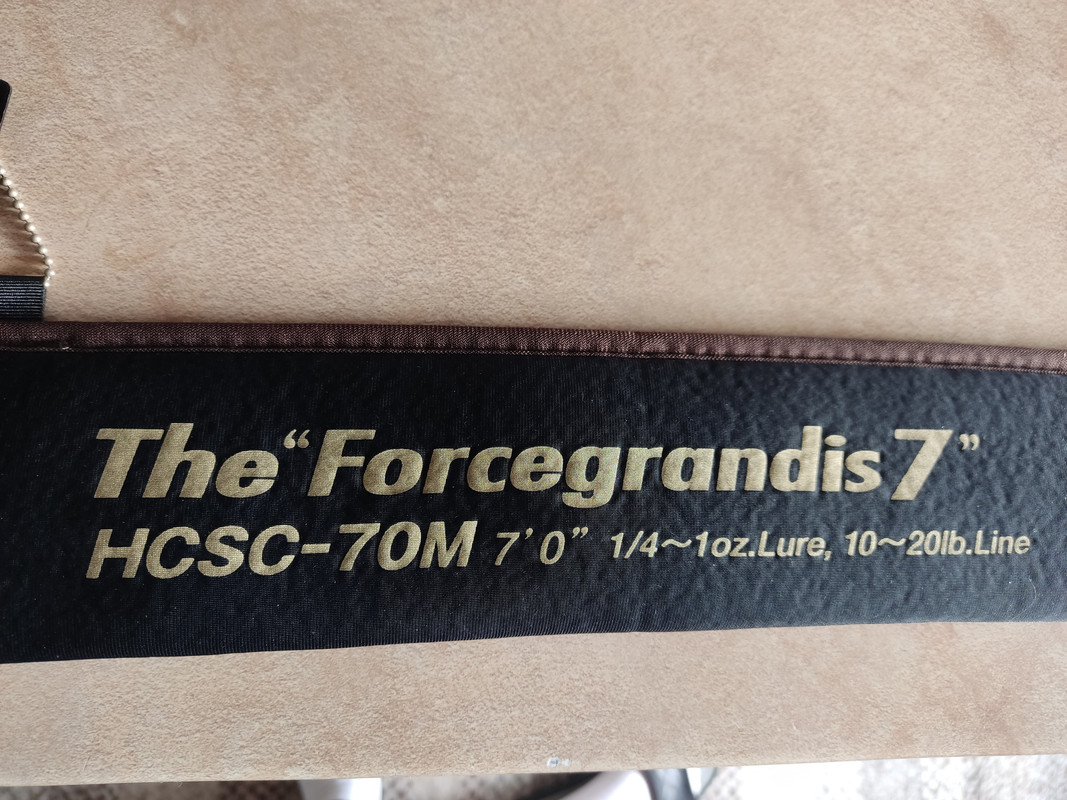 The “Forcegrandis 7”
HCSC-70M 7’0” 1/4~1oz.Lure, 10~20lb.Line